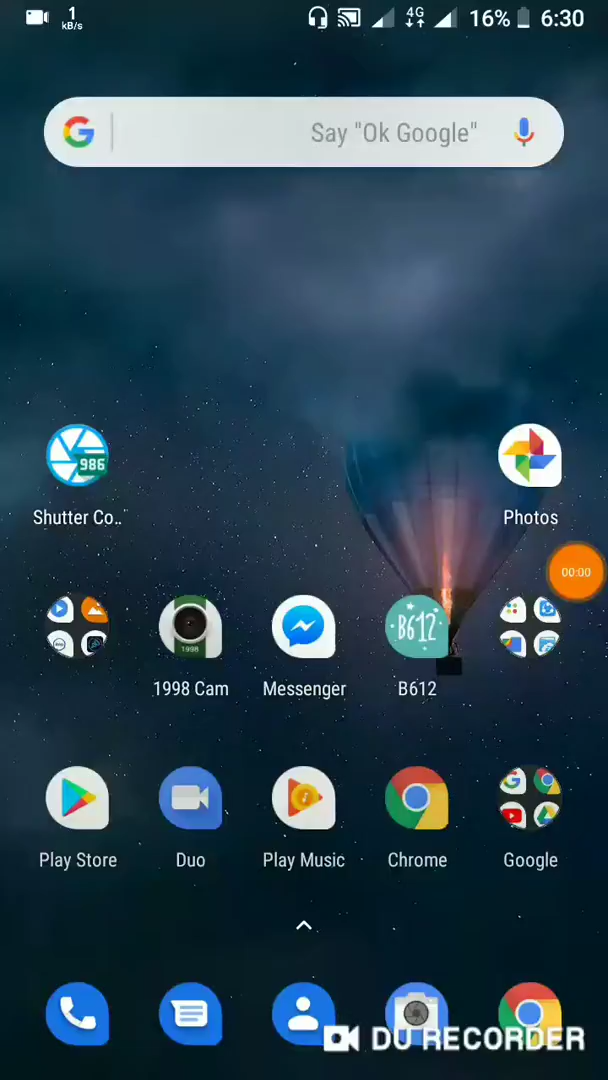 1
kB/s
4G
16%
6:30
Say "Ok Google"
986
Shutter Co..
Photos
00:00
1998
B612
1998 Cam
Messenger
B612
Play Store
Duo
Play Music
Chrome
Google
DU RECORDER